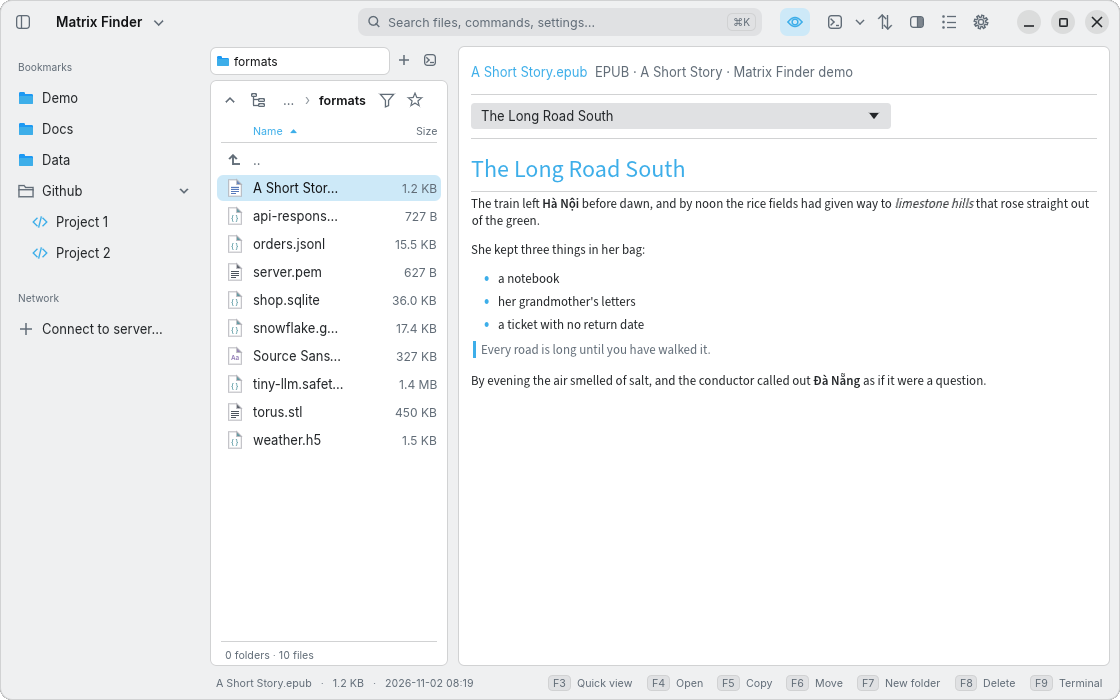 Matrix Finder
Search files, commands, settings...
⌘K
Bookmarks
Demo
Docs
Data
Github
Project 1
Project 2
Network
Connect to server...
formats
... › formats
Name Size
..
A Short Stor... 1.2 KB
api-respons... 727 B
orders.jsonl 15.5 KB
server.pem 627 B
shop.sqlite 36.0 KB
snowflake.g... 17.4 KB
Source Sans... 327 KB
tiny-llm.safet... 1.4 MB
torus.stl 450 KB
weather.h5 1.5 KB
0 folders · 10 files
A Short Story.epub EPUB · A Short Story · Matrix Finder demo
The Long Road South
The Long Road South
The train left Hà Nội before dawn, and by noon the rice fields had given way to limestone hills that rose straight out
of the green.
She kept three things in her bag:
• a notebook
• her grandmother's letters
• a ticket with no return date
Every road is long until you have walked it.
By evening the air smelled of salt, and the conductor called out Đà Nẵng as if it were a question.
A Short Story.epub · 1.2 KB · 2026-11-02 08:19
F3 Quick view F4 Open F5 Copy F6 Move F7 New folder F8 Delete F9 Terminal